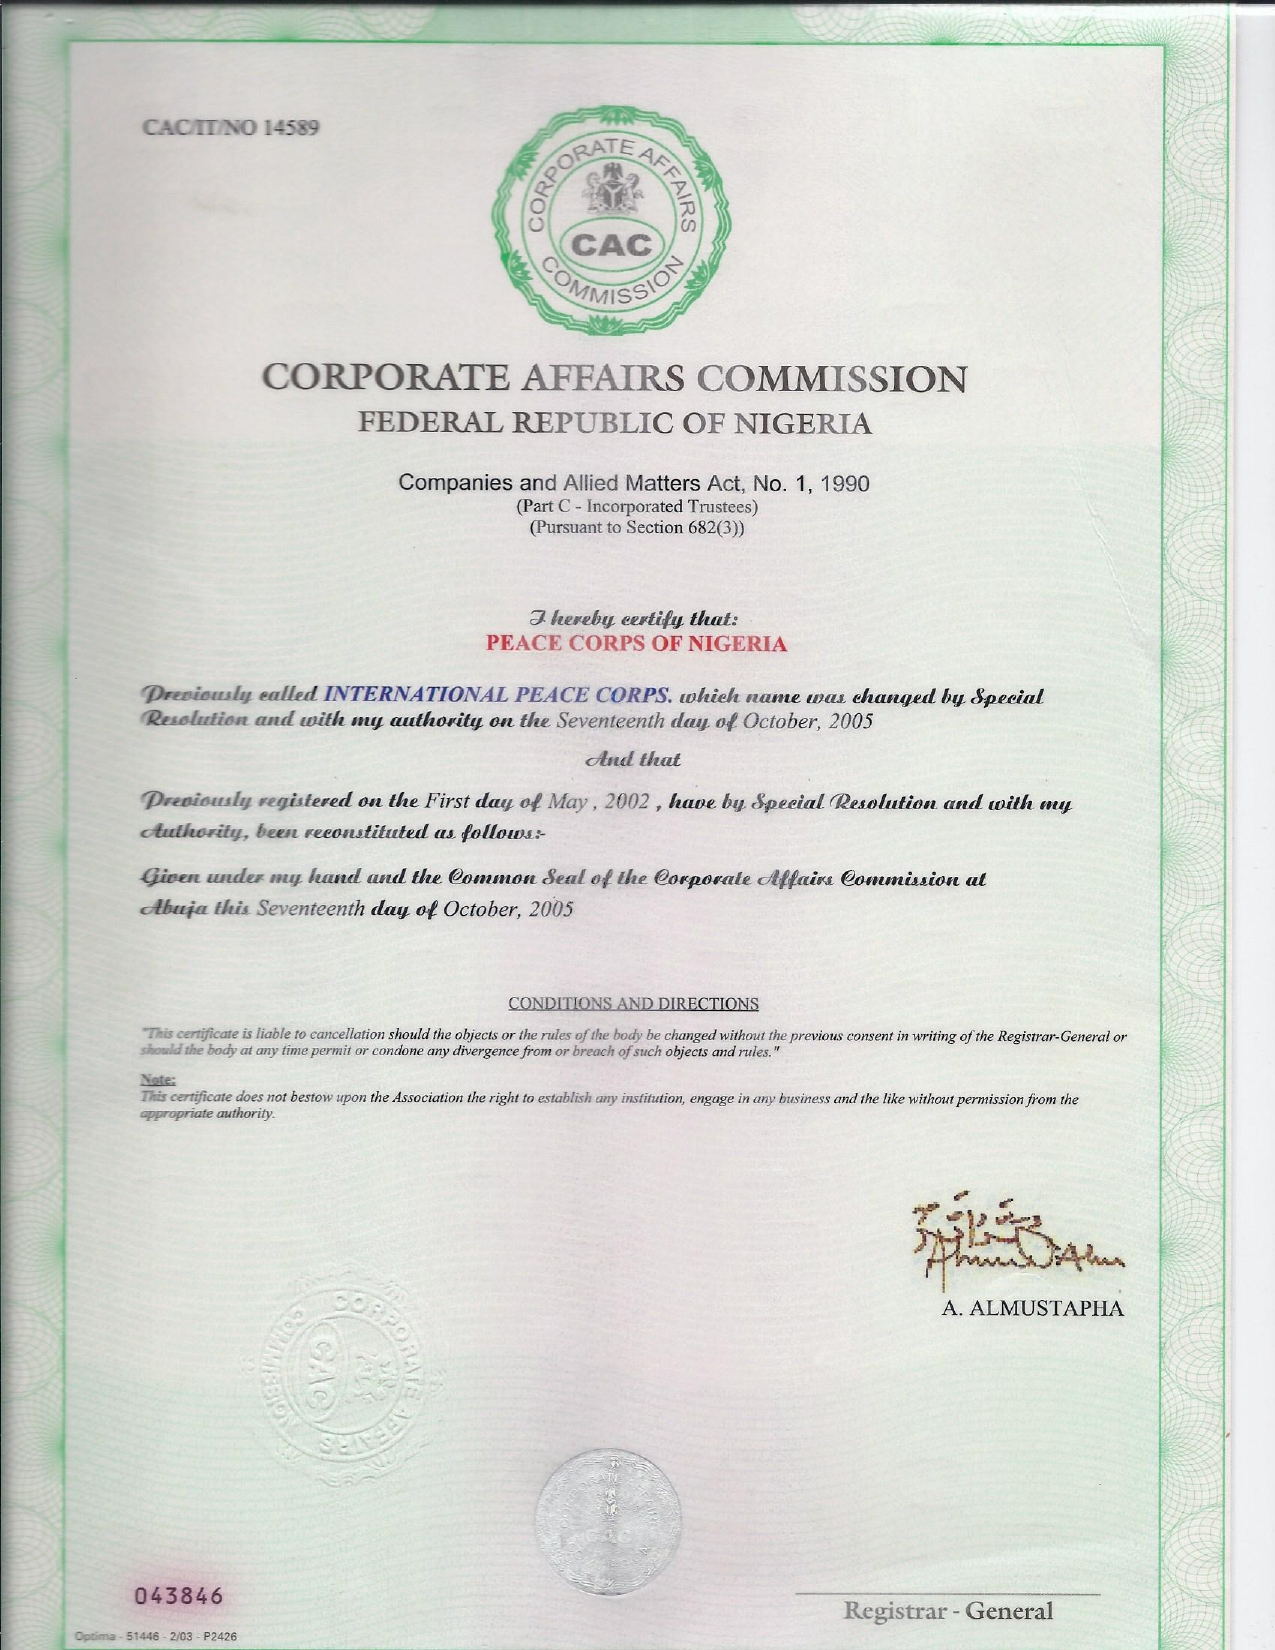 CAC/IT/NO 14589
CORPORATE AFFAIRS
CAC
COMMISSION
CORPORATE AFFAIRS COMMISSION
FEDERAL REPUBLIC OF NIGERIA
Companies and Allied Matters Act, No. 1, 1990
(Part C - Incorporated Trustees)
(Pursuant to Section 682(3))
I hereby certify that:
PEACE CORPS OF NIGERIA
Previously called INTERNATIONAL PEACE CORPS. which name was changed by Special
Resolution and with my authority on the Seventeenth day of October, 2005
And that
Previously registered on the First day of May , 2002 , have by Special Resolution and with my
Authority, been reconstituted as follows:-
Given under my hand and the Common Seal of the Corporate Affairs Commission at
Abuja this Seventeenth day of October, 2005
CONDITIONS AND DIRECTIONS
"This certificate is liable to cancellation should the objects or the rules of the body be changed without the previous consent in writing of the Registrar-General or
should the body at any time permit or condone any divergence from or breach of such objects and rules."
Note:
This certificate does not bestow upon the Association the right to establish any institution, engage in any business and the like without permission from the
appropriate authority.
A. ALMUSTAPHA
CORPORATE AFFAIRS
COMMISSION
CAC
043846
Registrar - General
Optima - 51446 - 2/03 - P2426